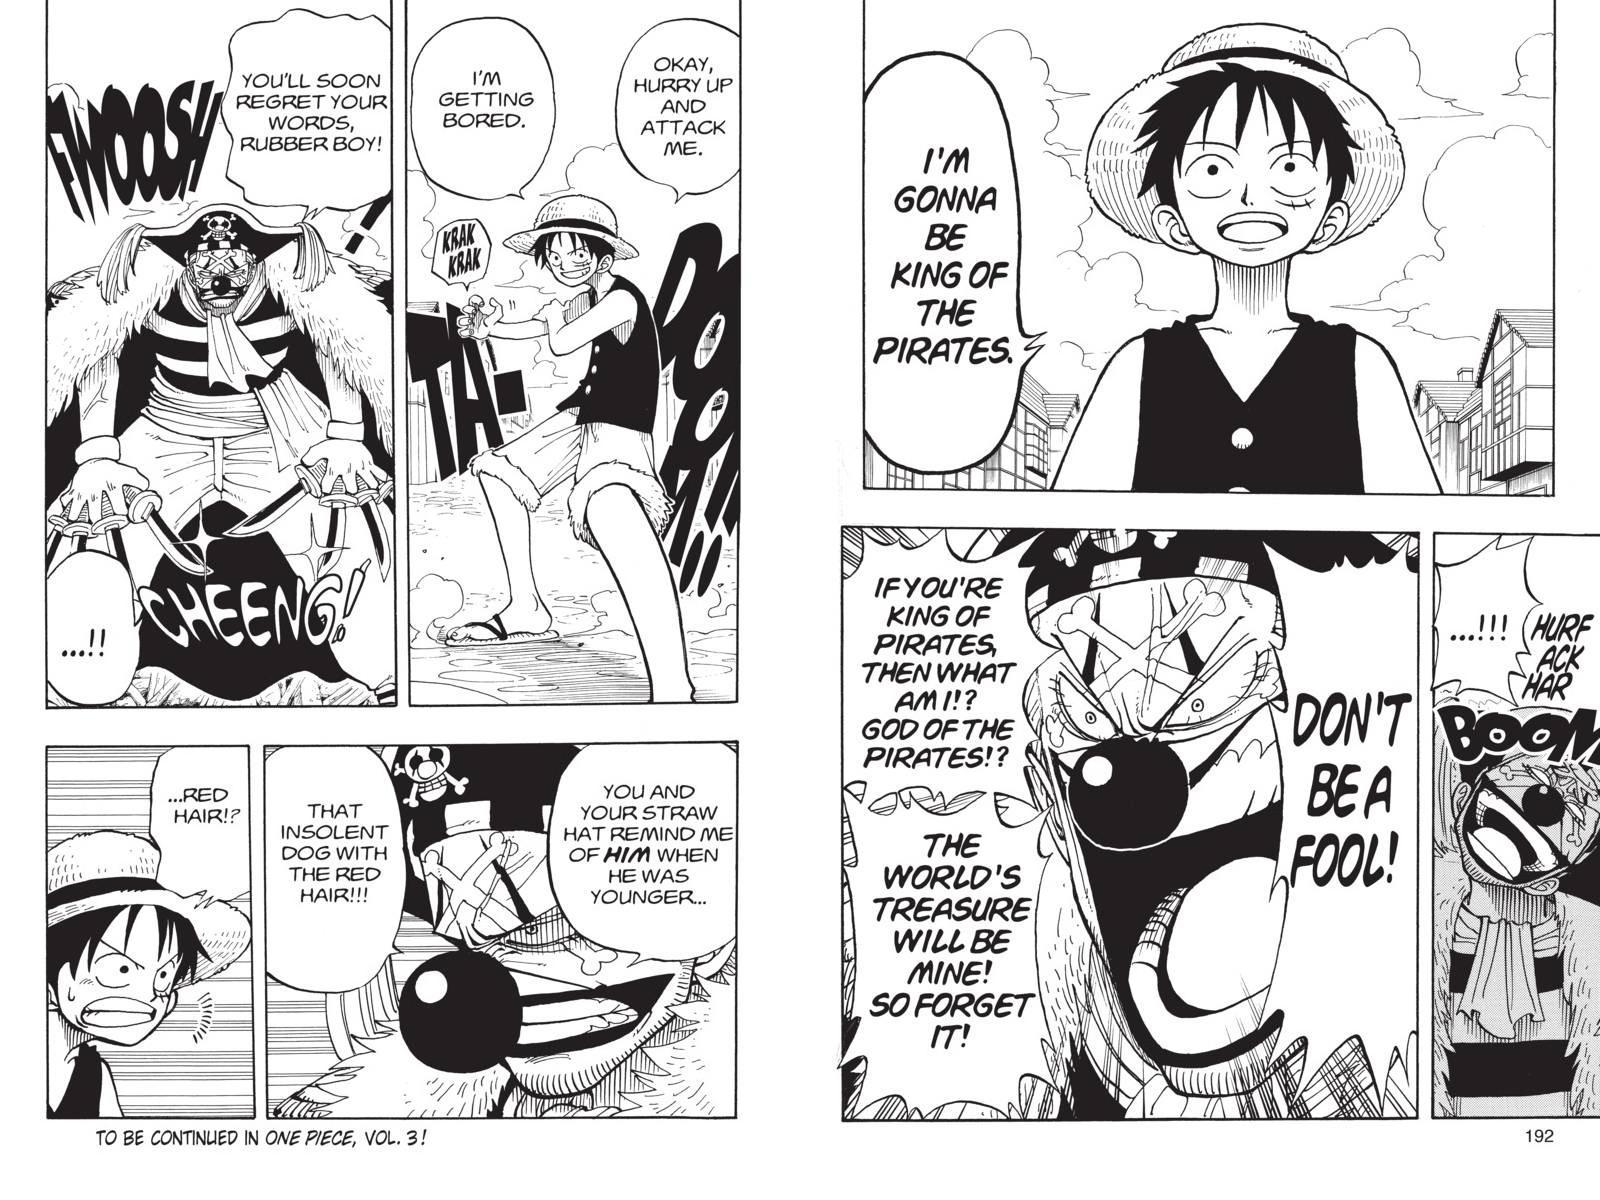 I'M
GONNA
BE
KING OF
THE
PIRATES.
...!!!
HURF
ACK
HAR
BOOM
DON'T
BE A
FOOL!
IF YOU'RE
KING OF
PIRATES,
THEN WHAT
AM I!?
GOD OF THE
PIRATES!?
THE
WORLD'S
TREASURE
WILL BE
MINE!
SO FORGET
IT!
192
OKAY,
HURRY UP
AND
ATTACK
ME.
I'M
GETTING
BORED.
KRAK
KRAK
TA-
DOOOM!!!
YOU'LL SOON
REGRET YOUR
WORDS,
RUBBER BOY!
FWOOSH
!!
CHEENG!
...!!
YOU AND
YOUR STRAW
HAT REMIND ME
OF HIM WHEN
HE WAS
YOUNGER...
THAT
INSOLENT
DOG WITH
THE RED
HAIR!!!
...RED
HAIR!?
TO BE CONTINUED IN ONE PIECE, VOL. 3!